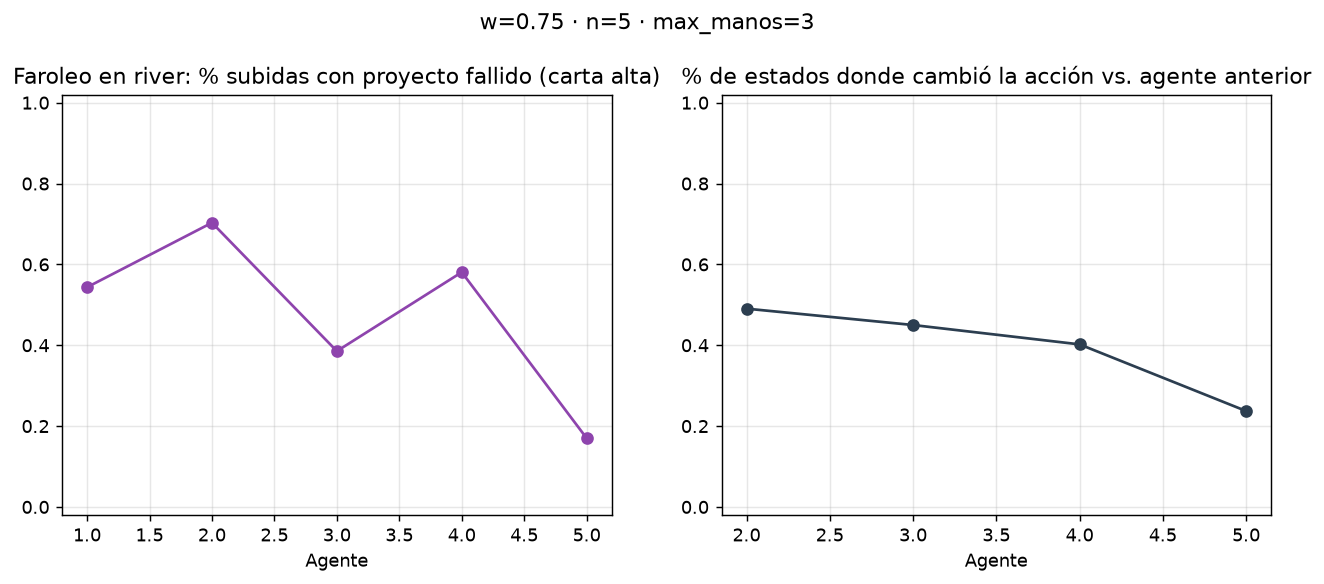 w=0.75 · n=5 · max_manos=3
Faroleo en river: % subidas con proyecto fallido (carta alta)
1.0
0.8
0.6
0.4
0.2
0.0
1.0 1.5 2.0 2.5 3.0 3.5 4.0 4.5 5.0
Agente
% de estados donde cambió la acción vs. agente anterior
1.0
0.8
0.6
0.4
0.2
0.0
2.0 2.5 3.0 3.5 4.0 4.5 5.0
Agente